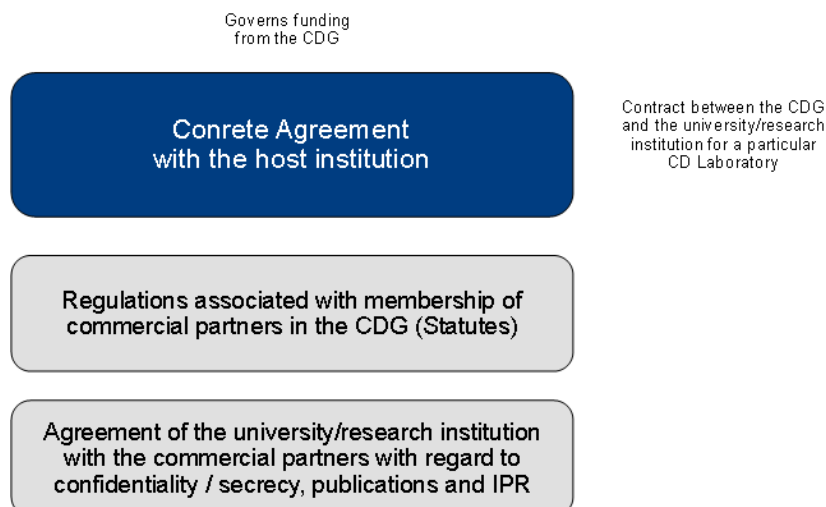 Governs funding
from the CDG
Conrete Agreement
with the host institution
Contract between the CDG
and the university/research
institution for a particular
CD Laboratory
Regulations associated with membership of
commercial partners in the CDG (Statutes)
Agreement of the university/research institution
with the commercial partners with regard to
confidentiality / secrecy, publications and IPR